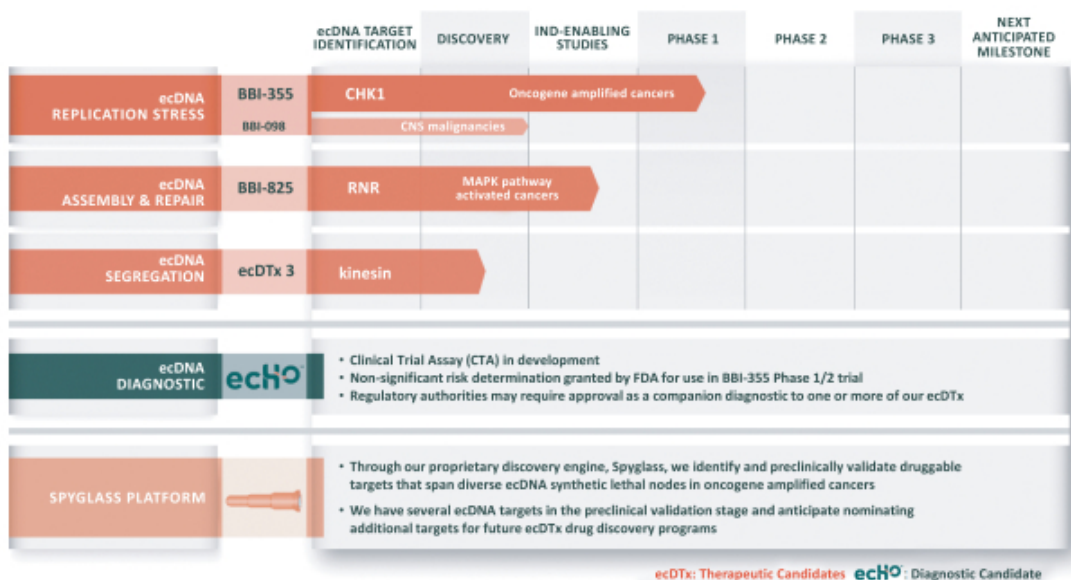 ecDNA TARGET
IDENTIFICATION
DISCOVERY
IND-ENABLING
STUDIES
PHASE 1
PHASE 2
PHASE 3
NEXT
ANTICIPATED
MILESTONE
ecDNA
REPLICATION STRESS
BBI-355
CHK1
Oncogene amplified cancers
BBI-098
CNS malignancies
ecDNA
ASSEMBLY & REPAIR
BBI-825
RNR
MAPK pathway
activated cancers
ecDNA
SEGREGATION
ecDTx 3
kinesin
ecDNA
DIAGNOSTIC
ecHO
• Clinical Trial Assay (CTA) in development
• Non-significant risk determination granted by FDA for use in BBI-355 Phase 1/2 trial
• Regulatory authorities may require approval as a companion diagnostic to one or more of our ecDTx
SPYGLASS PLATFORM
• Through our proprietary discovery engine, Spyglass, we identify and preclinically validate druggable
targets that span diverse ecDNA synthetic lethal nodes in oncogene amplified cancers
• We have several ecDNA targets in the preclinical validation stage and anticipate nominating
additional targets for future ecDTx drug discovery programs
ecDTx: Therapeutic Candidates ecHO: Diagnostic Candidate